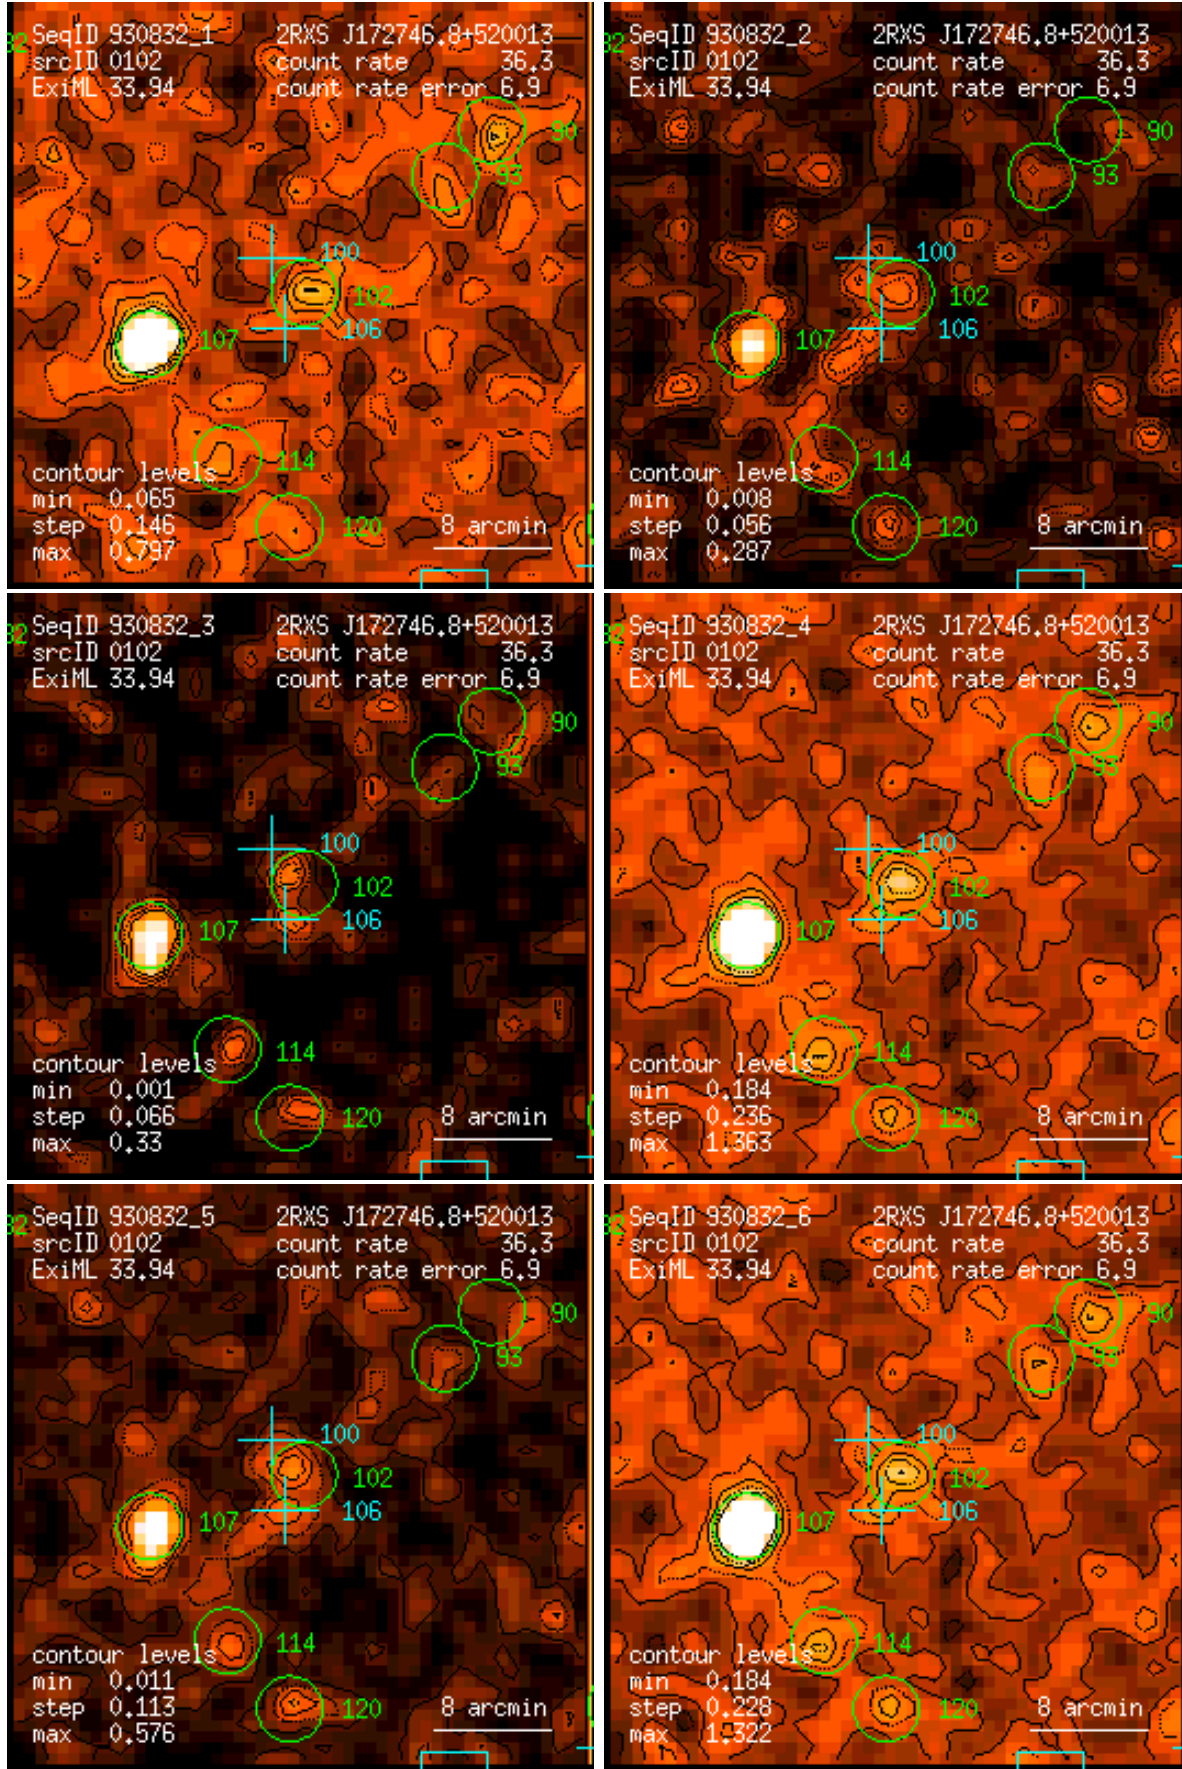 SeqID 930832_1 2RXS J172746.8+520013
srcID 0102 count rate 36.3
ExiML 33.94 count rate error 6.9
90
93
100
102
106
107
114
contour levels
min 0.065
step 0.146 120 8 arcmin
max 0.797
32 SeqID 930832_2 2RXS J172746.8+520013
srcID 0102 count rate 36.3
ExiML 33.94 count rate error 6.9
90
93
100
102
106
107
114
contour levels
min 0.008
step 0.056 120 8 arcmin
max 0.287
32 SeqID 930832_3 2RXS J172746.8+520013
srcID 0102 count rate 36.3
ExiML 33.94 count rate error 6.9
90
93
100
102
106
107
114
contour levels
min 0.001
step 0.066 120 8 arcmin
max 0.33
32 SeqID 930832_4 2RXS J172746.8+520013
srcID 0102 count rate 36.3
ExiML 33.94 count rate error 6.9
90
93
100
102
106
107
114
contour levels
min 0.184
step 0.236 120 8 arcmin
max 1.363
32 SeqID 930832_5 2RXS J172746.8+520013
srcID 0102 count rate 36.3
ExiML 33.94 count rate error 6.9
90
93
100
102
106
107
114
contour levels
min 0.011
step 0.113 120 8 arcmin
max 0.576
32 SeqID 930832_6 2RXS J172746.8+520013
srcID 0102 count rate 36.3
ExiML 33.94 count rate error 6.9
90
93
100
102
106
107
114
contour levels
min 0.184
step 0.228 120 8 arcmin
max 1.322